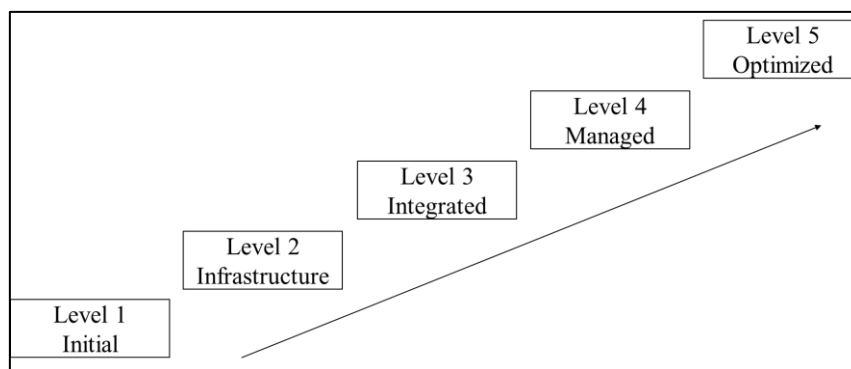 Level 5
Optimized
Level 4
Managed
Level 3
Integrated
Level 2
Infrastructure
Level 1
Initial